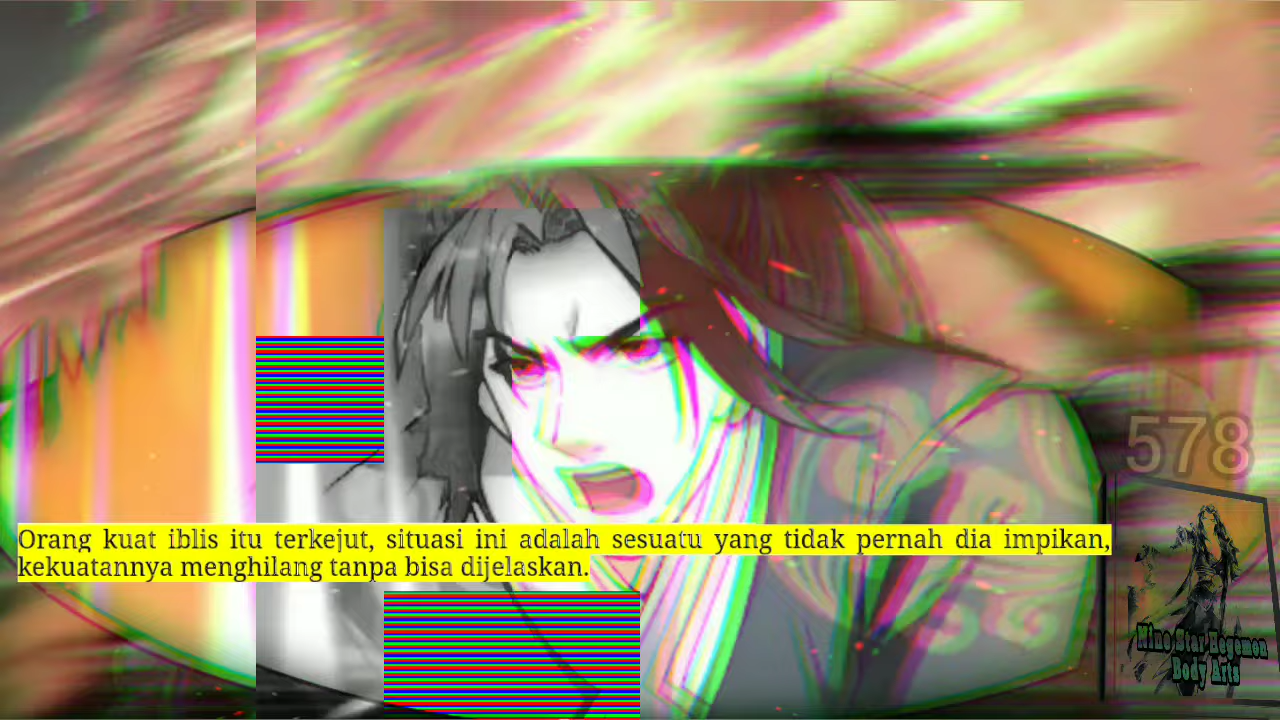 578
Orang kuat iblis itu terkejut, situasi ini adalah sesuatu yang tidak pernah dia impikan,
kekuatannya menghilang tanpa bisa dijelaskan.
Nine Star Hegemon
Body Arts